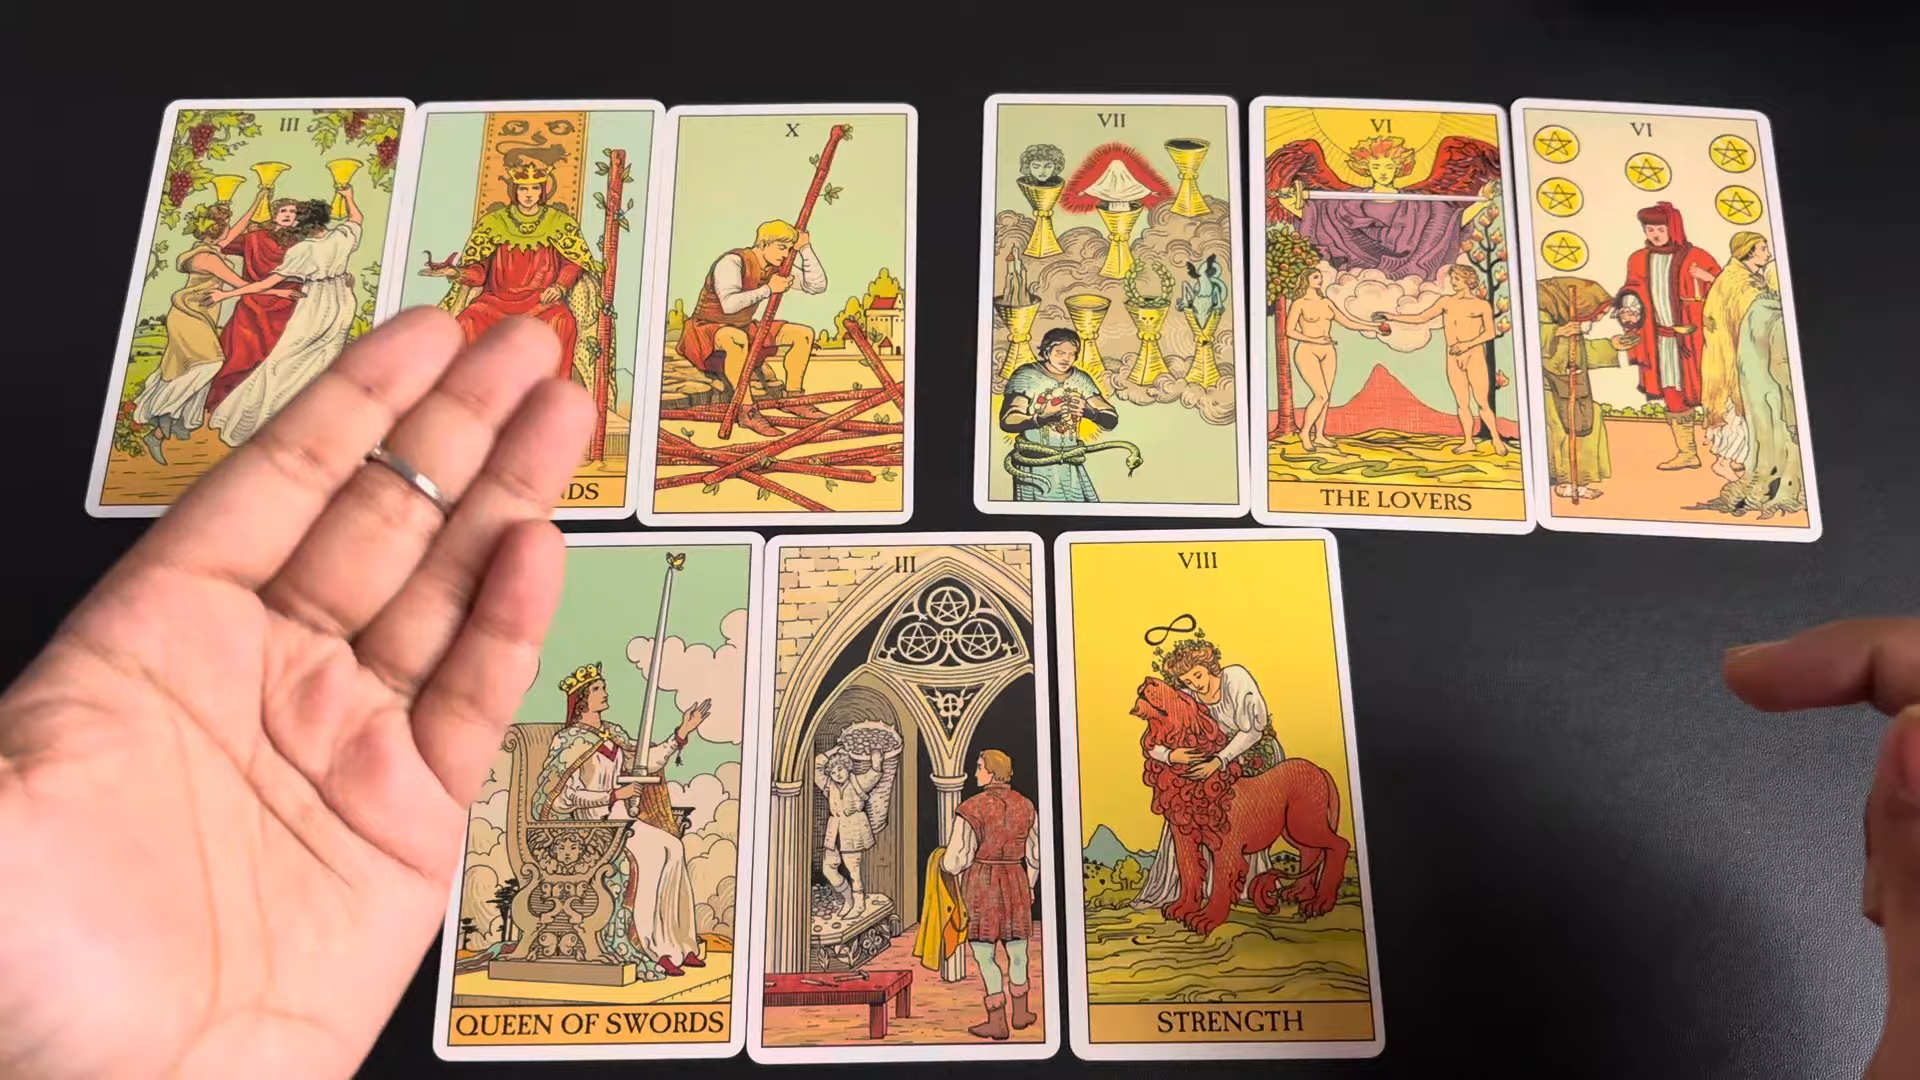 III
X
VII
VI
VI
NDS
THE LOVERS
III
VIII
QUEEN OF SWORDS
STRENGTH